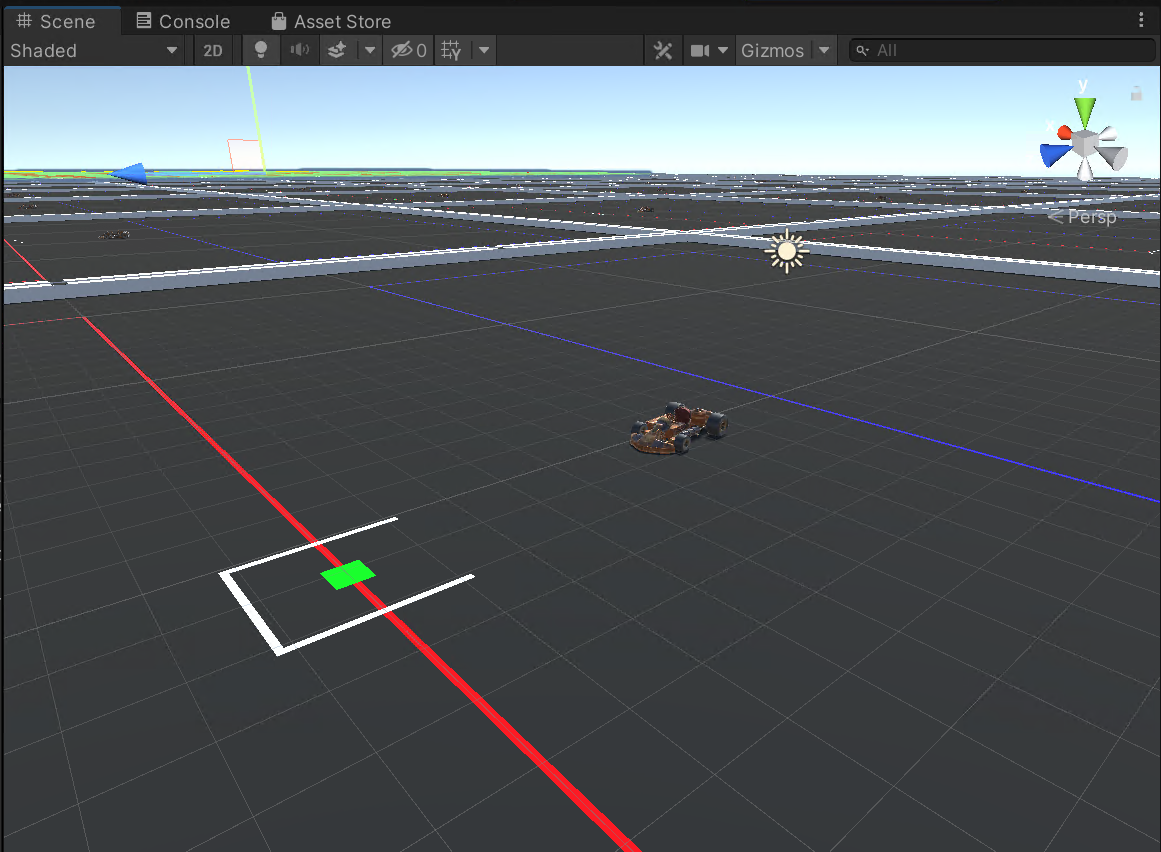 Scene Console Asset Store
Shaded 2D 0 Gizmos All
y
x
< Persp